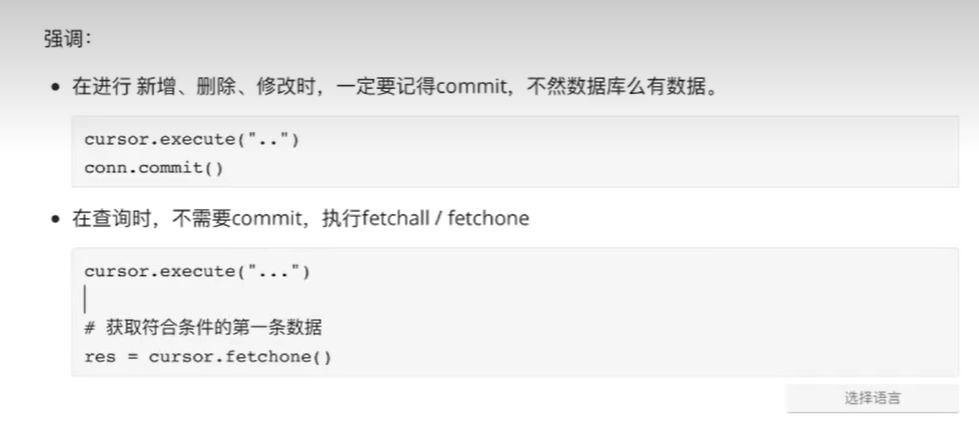 强调：
在进行 新增、删除、修改时，一定要记得commit，不然数据库么有数据。
cursor.execute("..")
conn.commit()
在查询时，不需要commit，执行fetchall / fetchone
cursor.execute("...")
# 获取符合条件的第一条数据
res = cursor.fetchone()
选择语言